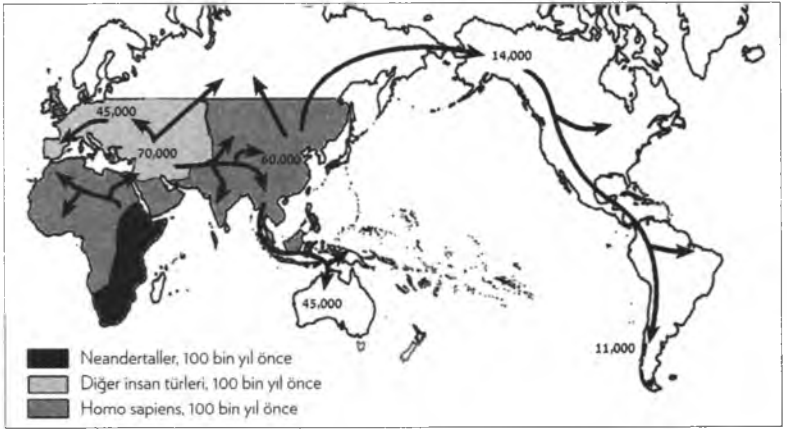 14,000
45,000
70,000
60,000
45,000
11,000
Neandertaller, 100 bin yıl önce
Diğer insan türleri, 100 bin yıl önce
Homo sapiens, 100 bin yıl önce